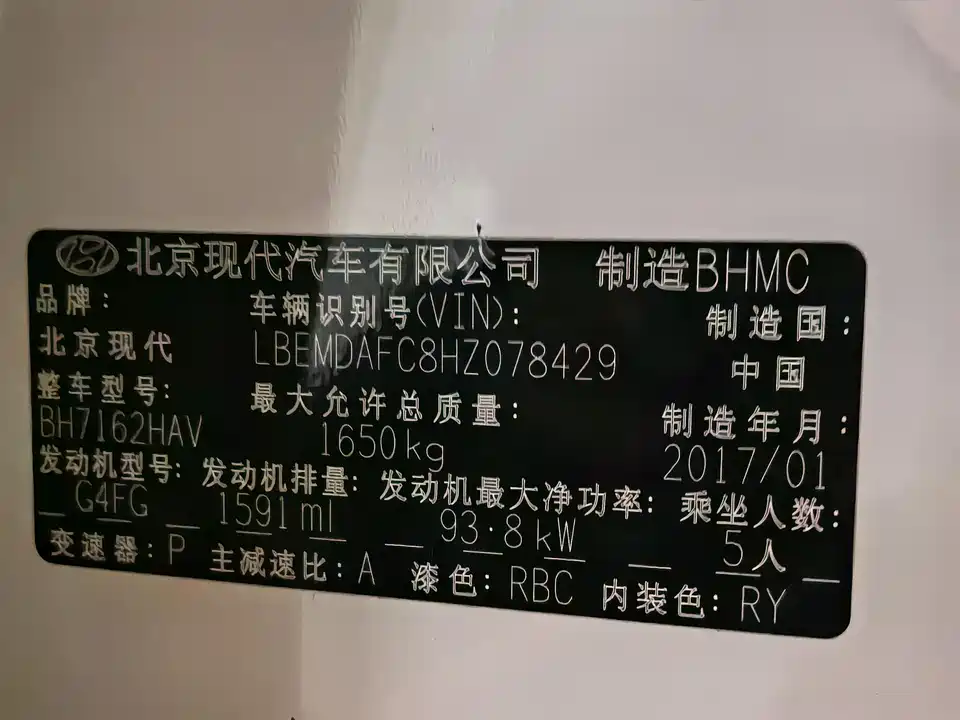 北京现代汽车有限公司 制造BHMC
品牌： 车辆识别号(VIN)： 制造国：
北京现代 LBEMDAFC8HZ078429 中国
整车型号： 最大允许总质量： 制造年月：
BH7162HAV 1650kg 2017/01
发动机型号： 发动机排量： 发动机最大净功率： 乘坐人数：
G4FG 1591ml 93.8kW 5人
变速器：P 主减速比：A 漆色：RBC 内装色：RY